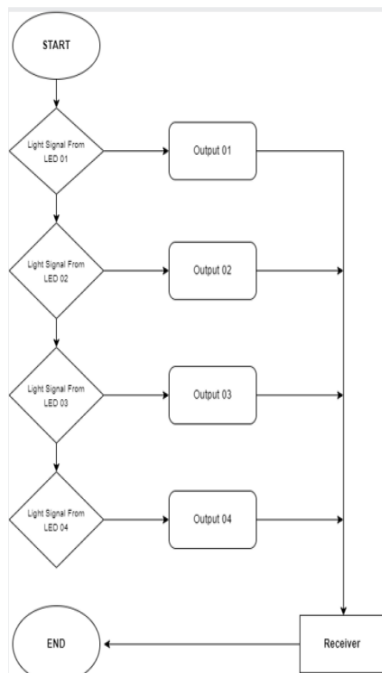 START
Light Signal From
LED 01
Output 01
Light Signal From
LED 02
Output 02
Light Signal From
LED 03
Output 03
Light Signal From
LED 04
Output 04
END
Receiver